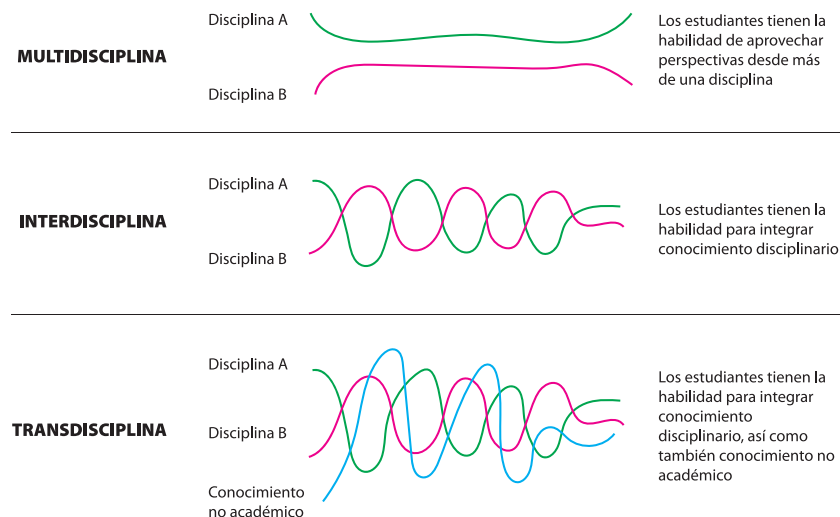 MULTIDISCIPLINA
Disciplina A
Disciplina B
Los estudiantes tienen la
habilidad de aprovechar
perspectivas desde más
de una disciplina
INTERDISCIPLINA
Disciplina A
Disciplina B
Los estudiantes tienen la
habilidad para integrar
conocimiento disciplinario
TRANSDISCIPLINA
Disciplina A
Disciplina B
Conocimiento
no académico
Los estudiantes tienen la
habilidad para integrar
conocimiento
disciplinario, así como
también conocimiento no
académico